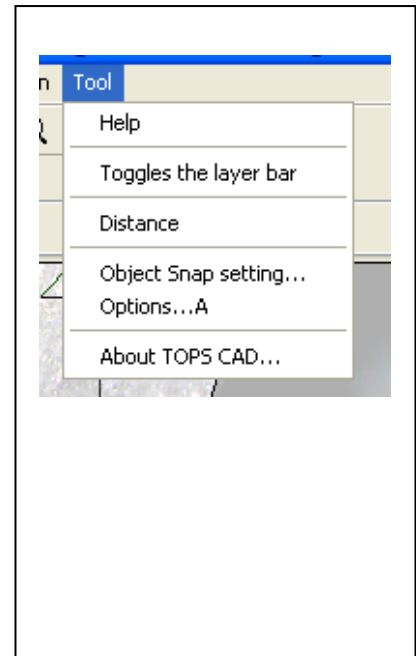 n Tool
Help
Toggles the layer bar
Distance
Object Snap setting...
Options...A
About TOPS CAD...